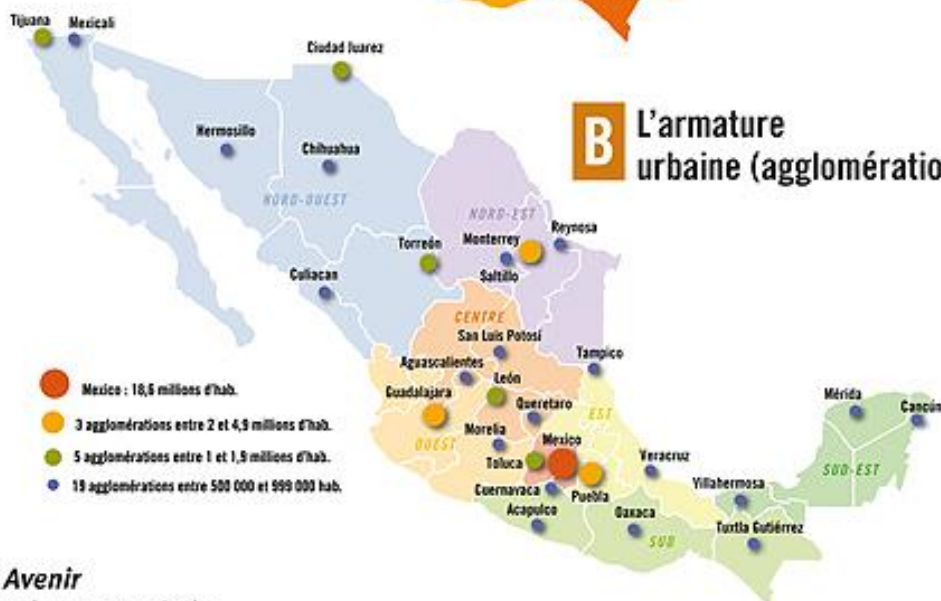 Tijuana
Mexicali
Ciudad Juarez
B
L'armature
urbaine (agglomératio
Hermosillo
Chihuahua
NORD-OUEST
NORD-EST
Reynosa
Torreón
Monterrey
Saltillo
Culiacan
CENTRE
San Luis Potosí
Tampico
Aguascalientes
León
Guadalajara
Queretaro
EST
OUEST
Morelia
Mexico
Toluca
Veracruz
Mérida
Cancún
SUD-EST
Cuernavaca
Puebla
Villahermosa
Acapulco
Oaxaca
SUD
Tuxtla Gutiérrez
Mexico : 18,6 millions d'hab.
3 agglomérations entre 2 et 4,9 millions d'hab.
5 agglomérations entre 1 et 1,9 millions d'hab.
19 agglomérations entre 500 000 et 999 000 hab.
Avenir